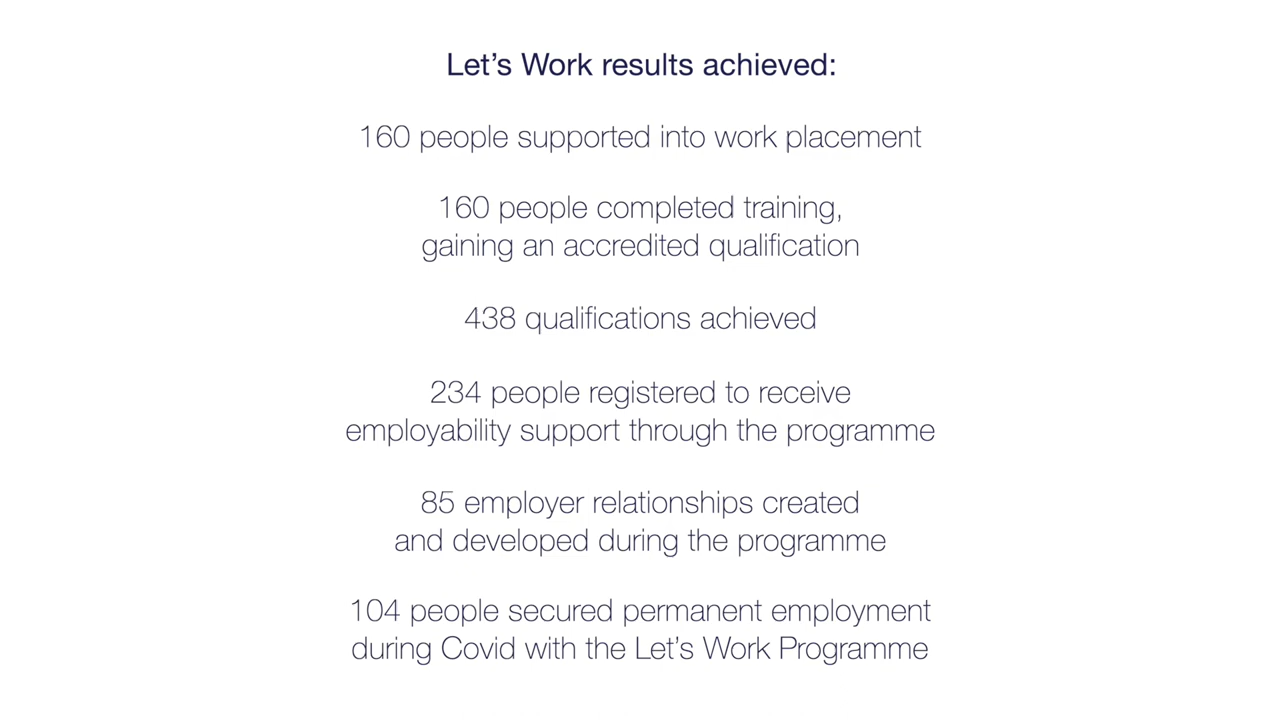 Let’s Work results achieved:
160 people supported into work placement
160 people completed training,
gaining an accredited qualification
438 qualifications achieved
234 people registered to receive
employability support through the programme
85 employer relationships created
and developed during the programme
104 people secured permanent employment
during Covid with the Let’s Work Programme